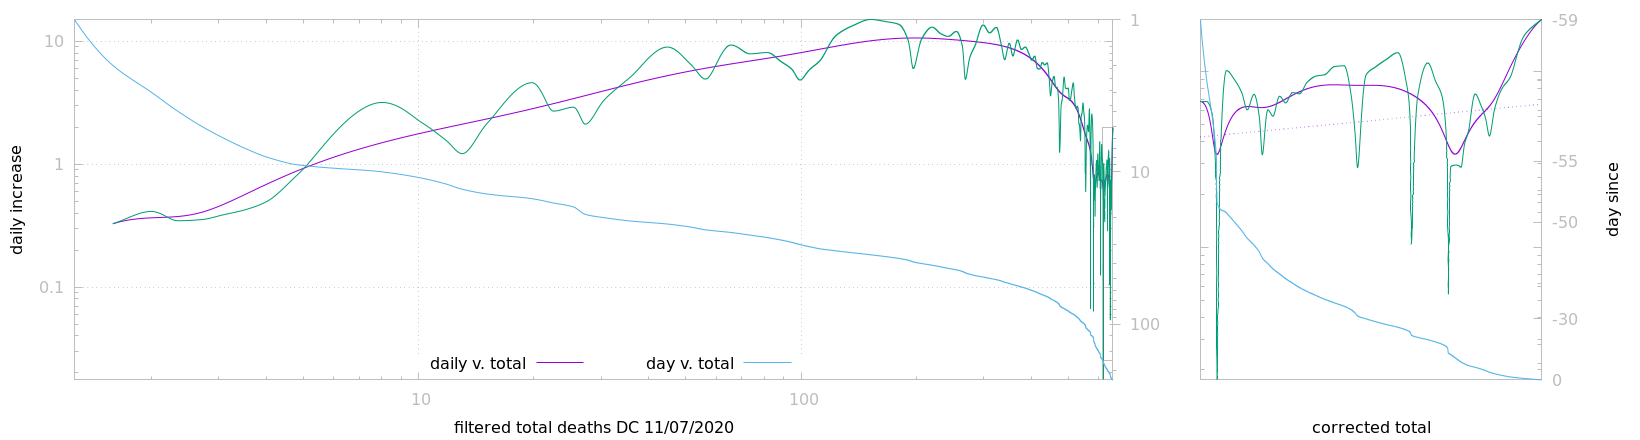 10
1
0.1
daily increase
daily v. total
day v. total
10
100
filtered total deaths DC 11/07/2020
1
10
100
-59
-55
-50
-30
0
day since
corrected total